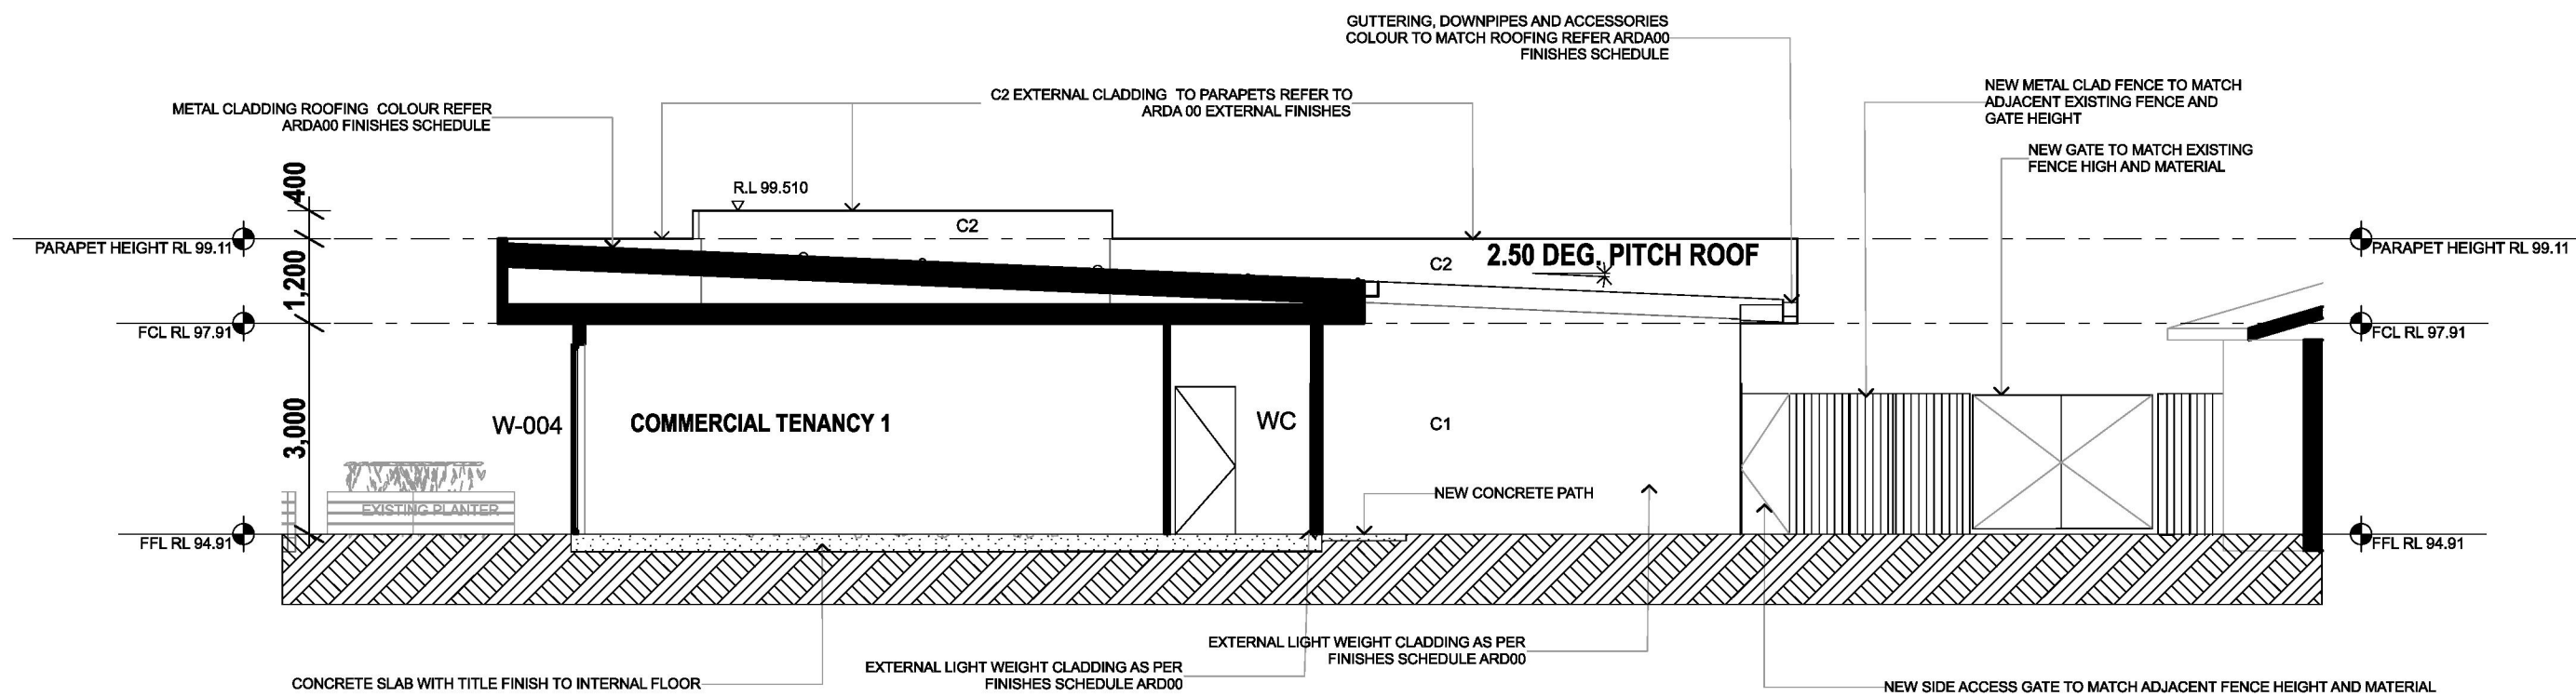 GUTTERING, DOWNPIPES AND ACCESSORIES
COLOUR TO MATCH ROOFING REFER ARDA00
FINISHES SCHEDULE
METAL CLADDING ROOFING COLOUR REFER
ARDA00 FINISHES SCHEDULE
C2 EXTERNAL CLADDING TO PARAPETS REFER TO
ARDA 00 EXTERNAL FINISHES
NEW METAL CLAD FENCE TO MATCH
ADJACENT EXISTING FENCE AND
GATE HEIGHT
NEW GATE TO MATCH EXISTING
FENCE HIGH AND MATERIAL
400
R.L 99.510
C2
PARAPET HEIGHT RL 99.11
1,200
C2
2.50 DEG. PITCH ROOF
PARAPET HEIGHT RL 99.11
FCL RL 97.91
FCL RL 97.91
3,000
W-004
COMMERCIAL TENANCY 1
WC
C1
EXISTING PLANTER
NEW CONCRETE PATH
FFL RL 94.91
FFL RL 94.91
CONCRETE SLAB WITH TITLE FINISH TO INTERNAL FLOOR
EXTERNAL LIGHT WEIGHT CLADDING AS PER
FINISHES SCHEDULE ARD00
EXTERNAL LIGHT WEIGHT CLADDING AS PER
FINISHES SCHEDULE ARD00
NEW SIDE ACCESS GATE TO MATCH ADJACENT FENCE HEIGHT AND MATERIAL